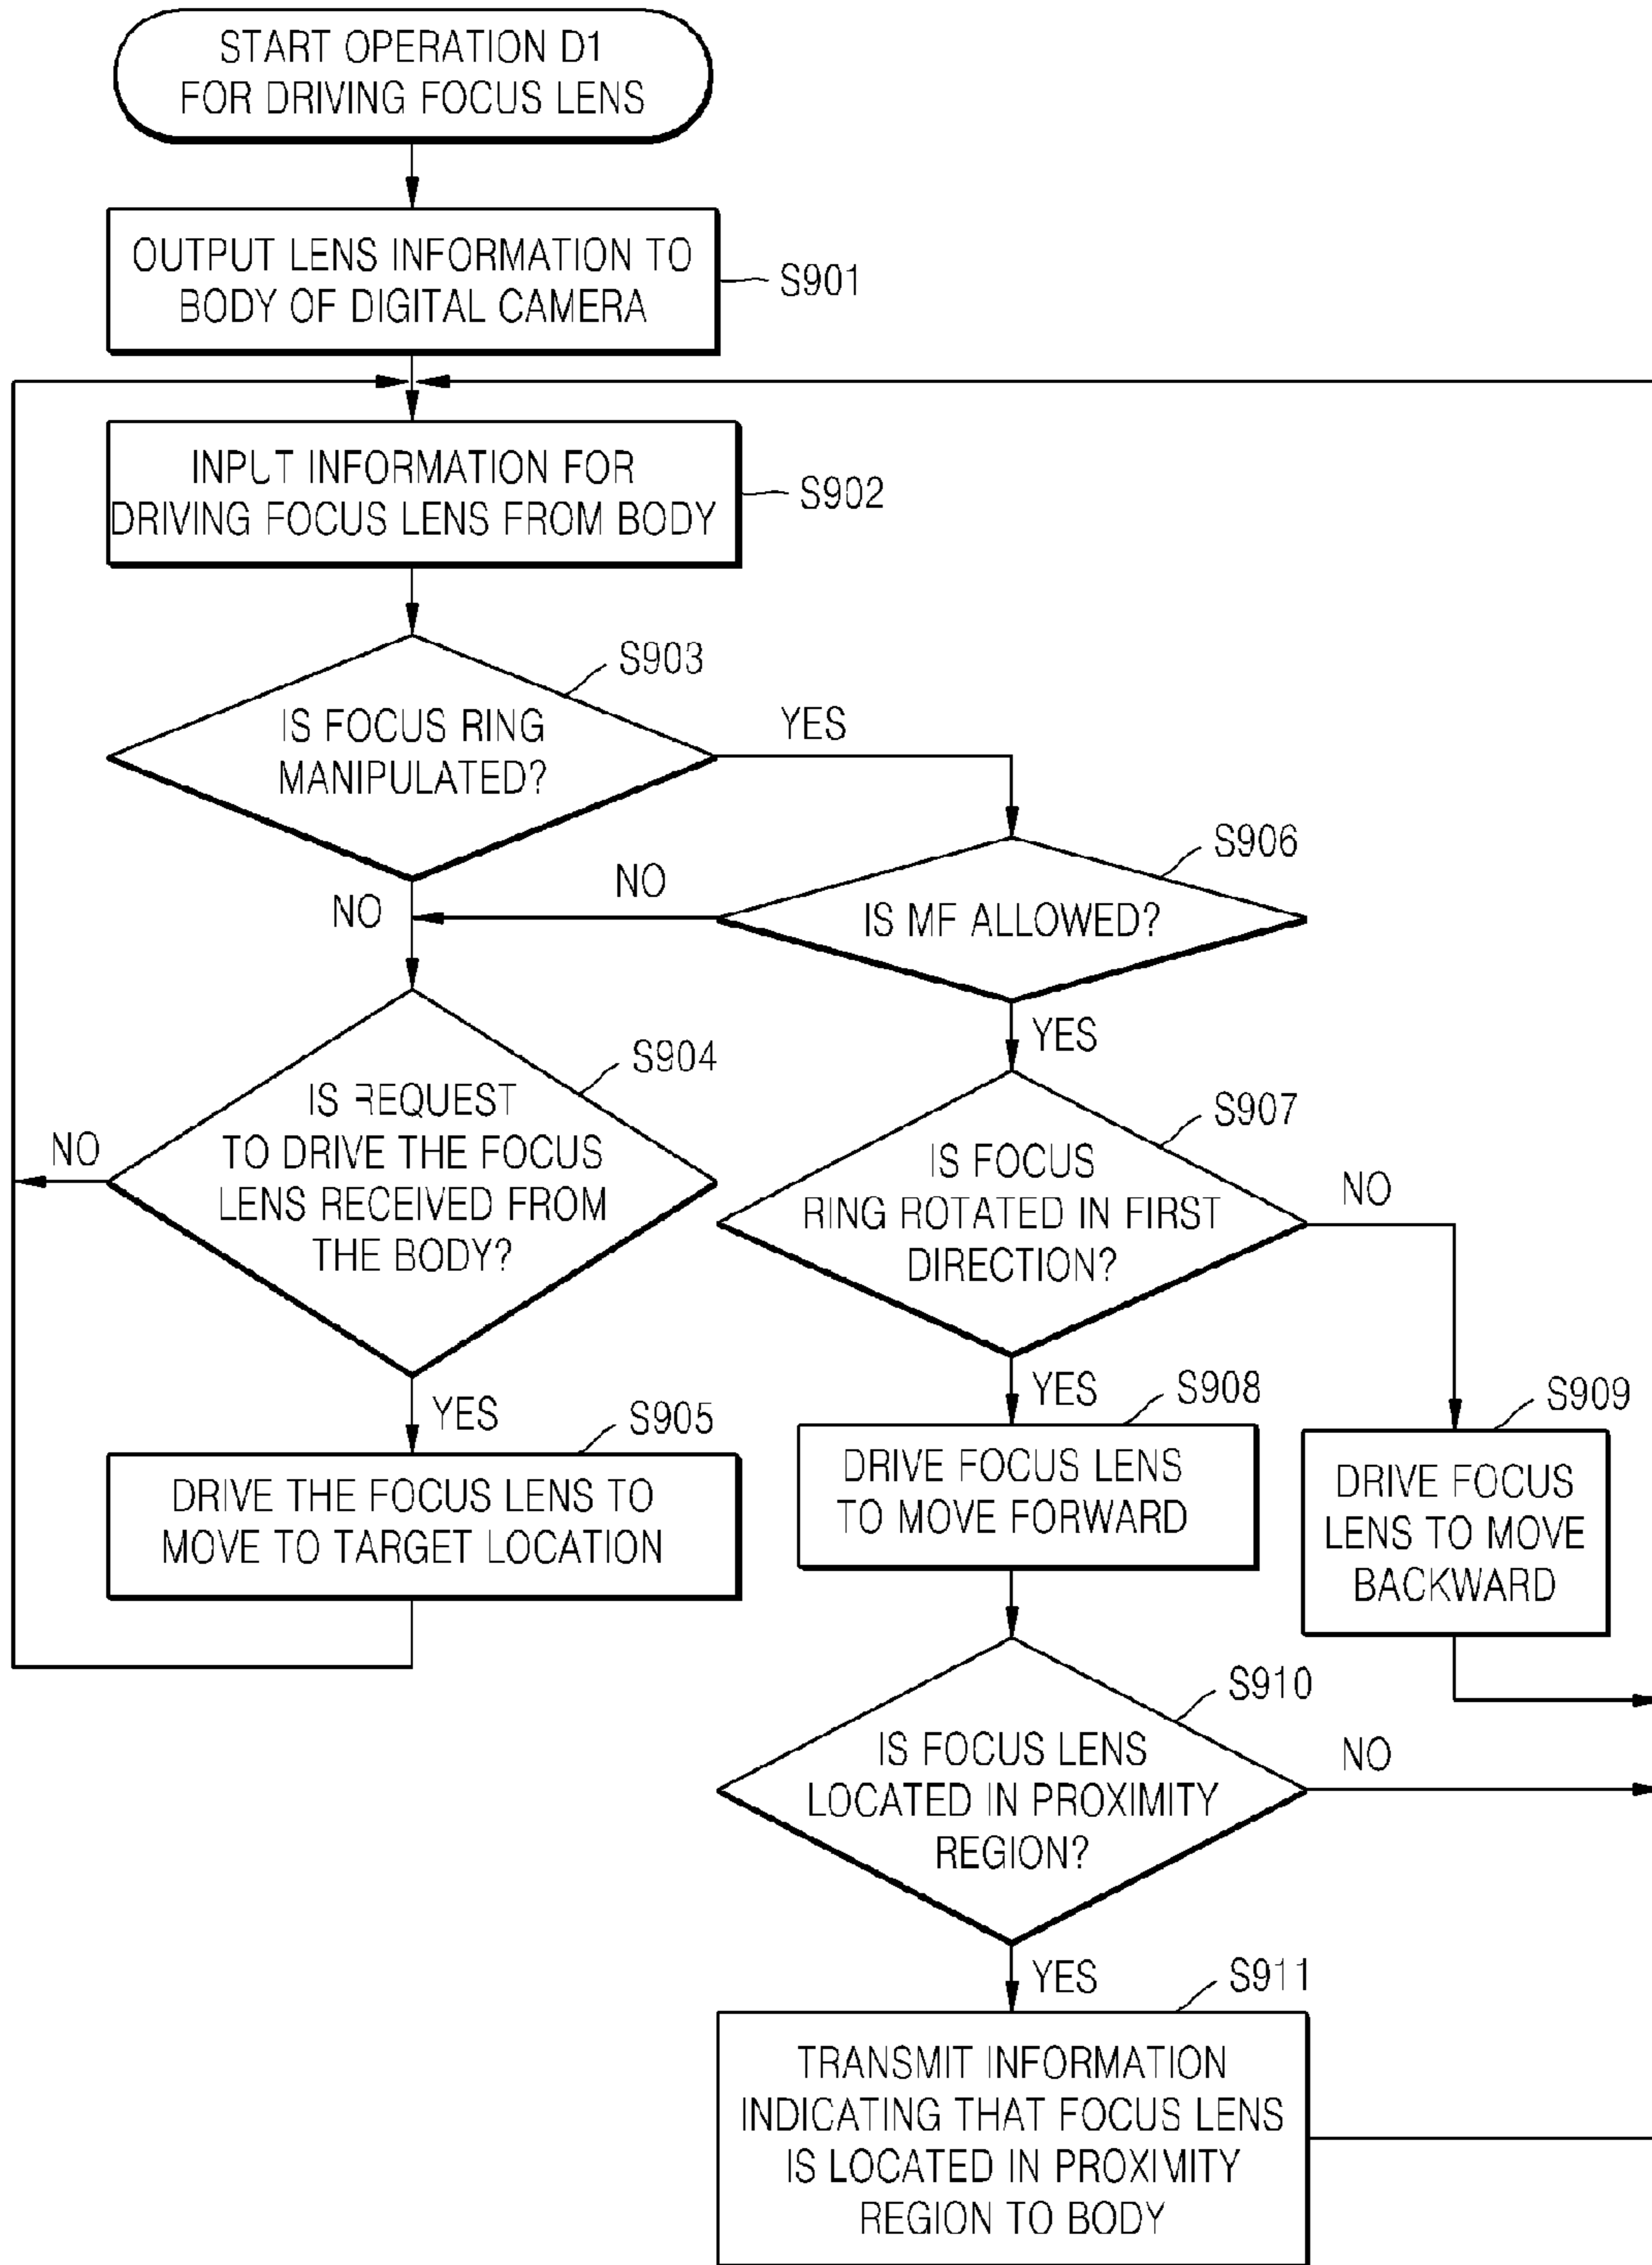 START OPERATION D1
FOR DRIVING FOCUS LENS
OUTPUT LENS INFORMATION TO
BODY OF DIGITAL CAMERA
S901
INPUT INFORMATION FOR
DRIVING FOCUS LENS FROM BODY
S902
IS FOCUS RING
MANIPULATED?
S903
YES
NO
IS MF ALLOWED?
S906
NO
YES
IS REQUEST
TO DRIVE THE FOCUS
LENS RECEIVED FROM
THE BODY?
S904
NO
YES
IS FOCUS
RING ROTATED IN FIRST
DIRECTION?
S907
NO
YES
DRIVE THE FOCUS LENS TO
MOVE TO TARGET LOCATION
S905
DRIVE FOCUS LENS
TO MOVE FORWARD
S908
DRIVE FOCUS
LENS TO MOVE
BACKWARD
S909
IS FOCUS LENS
LOCATED IN PROXIMITY
REGION?
S910
NO
YES
TRANSMIT INFORMATION
INDICATING THAT FOCUS LENS
IS LOCATED IN PROXIMITY
REGION TO BODY
S911